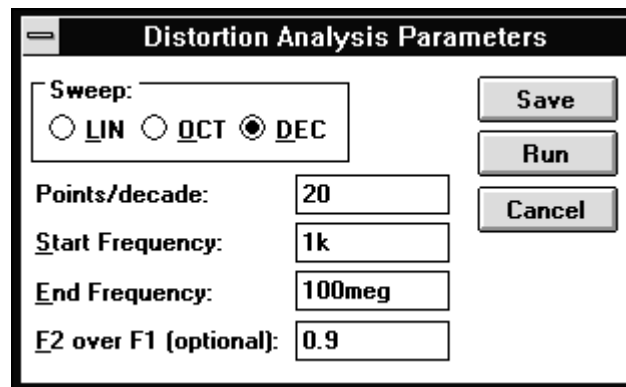 Distortion Analysis Parameters
Sweep:
LIN OCT DEC
Save
Run
Cancel
Points/decade: 20
Start Frequency: 1k
End Frequency: 100meg
F2 over F1 (optional): 0.9